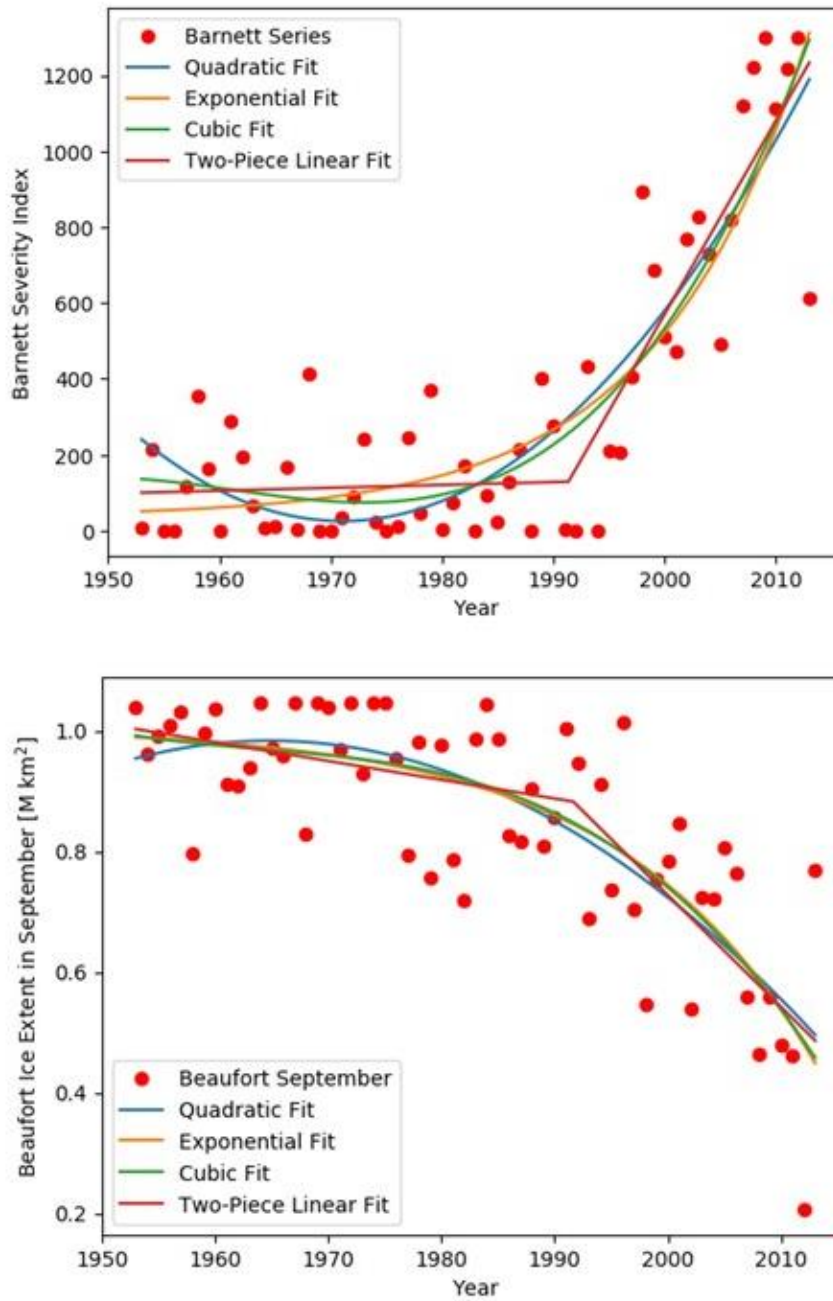 Barnett Series
Quadratic Fit
Exponential Fit
Cubic Fit
Two-Piece Linear Fit
Barnett Severity Index
1200
1000
800
600
400
200
0
1950 1960 1970 1980 1990 2000 2010
Year
Beaufort Ice Extent in September [M km²]
1.0
0.8
0.6
0.4
0.2
Beaufort September
Quadratic Fit
Exponential Fit
Cubic Fit
Two-Piece Linear Fit
1950 1960 1970 1980 1990 2000 2010
Year